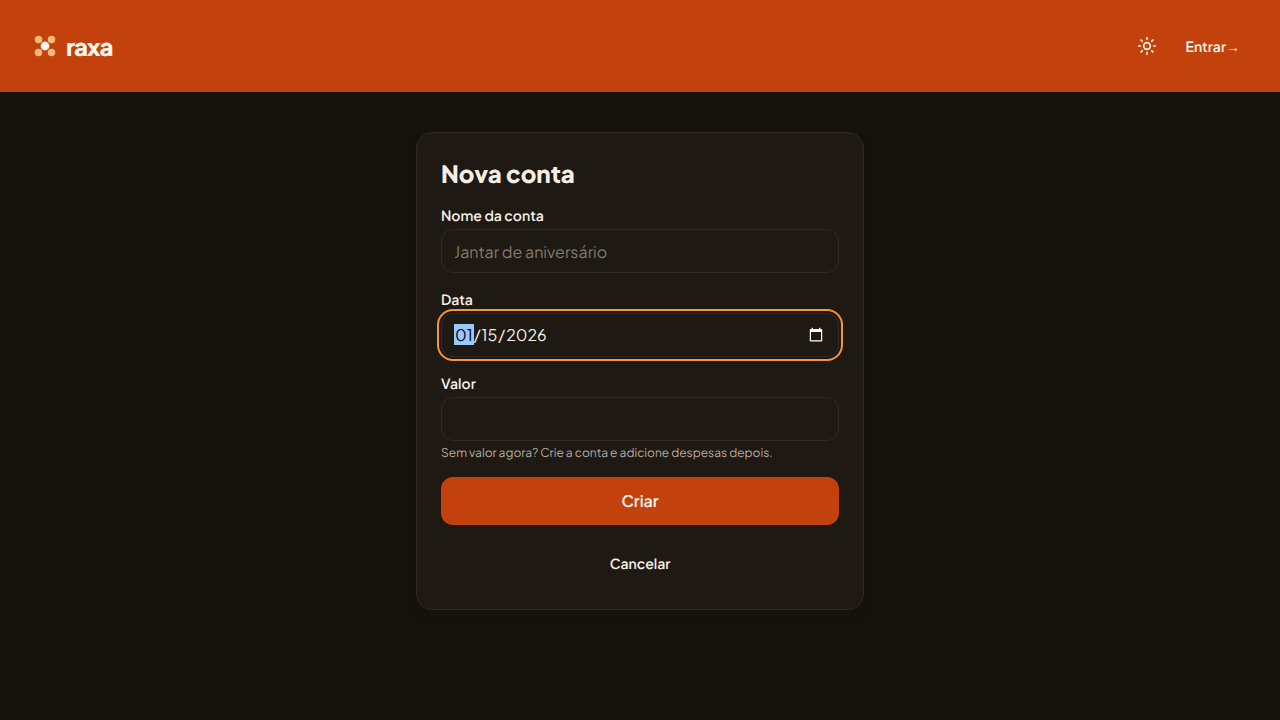 raxa
Entrar→
Nova conta
Nome da conta
Jantar de aniversário
Data
01/15/2026
Valor
Sem valor agora? Crie a conta e adicione despesas depois.
Criar
Cancelar